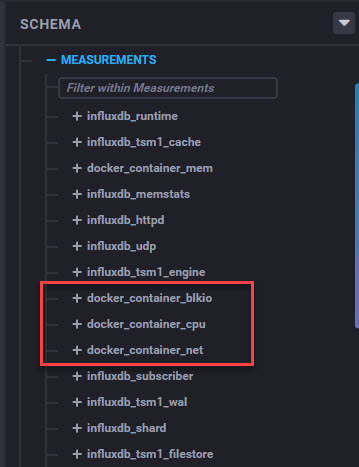 SCHEMA
MEASUREMENTS
Filter within Measurements
influxdb_runtime
influxdb_tsm1_cache
docker_container_mem
influxdb_memstats
influxdb_httpd
influxdb_udp
influxdb_tsm1_engine
docker_container_blkio
docker_container_cpu
docker_container_net
influxdb_subscriber
influxdb_tsm1_wal
influxdb_shard
influxdb_tsm1_filestore